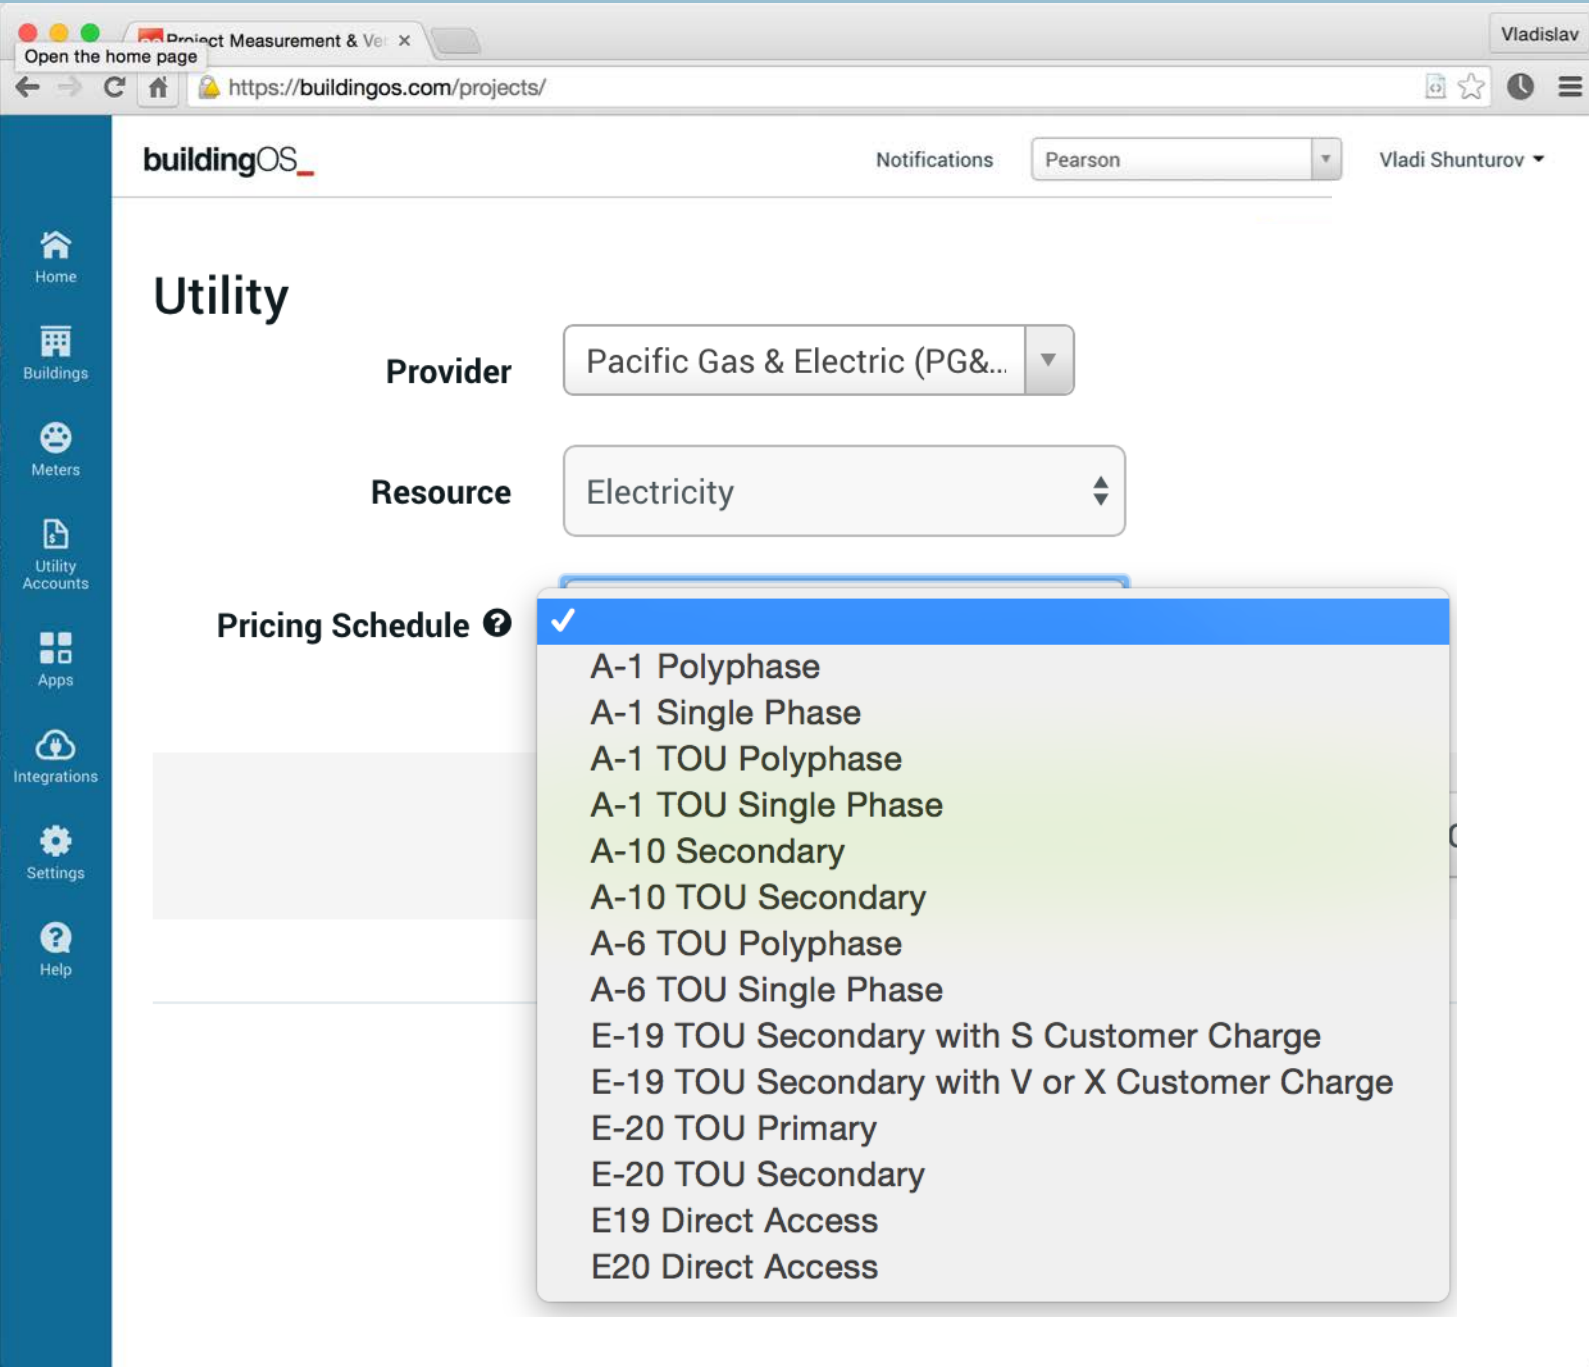 Project Measurement & Ve
Vladislav
Open the home page
https://buildingos.com/projects/
buildingOS_
Notifications
Pearson
Vladi Shunturov
Home
Buildings
Meters
Utility
Accounts
Apps
Integrations
Settings
Help
Utility
Provider
Pacific Gas & Electric (PG&...
Resource
Electricity
Pricing Schedule
A-1 Polyphase
A-1 Single Phase
A-1 TOU Polyphase
A-1 TOU Single Phase
A-10 Secondary
A-10 TOU Secondary
A-6 TOU Polyphase
A-6 TOU Single Phase
E-19 TOU Secondary with S Customer Charge
E-19 TOU Secondary with V or X Customer Charge
E-20 TOU Primary
E-20 TOU Secondary
E19 Direct Access
E20 Direct Access